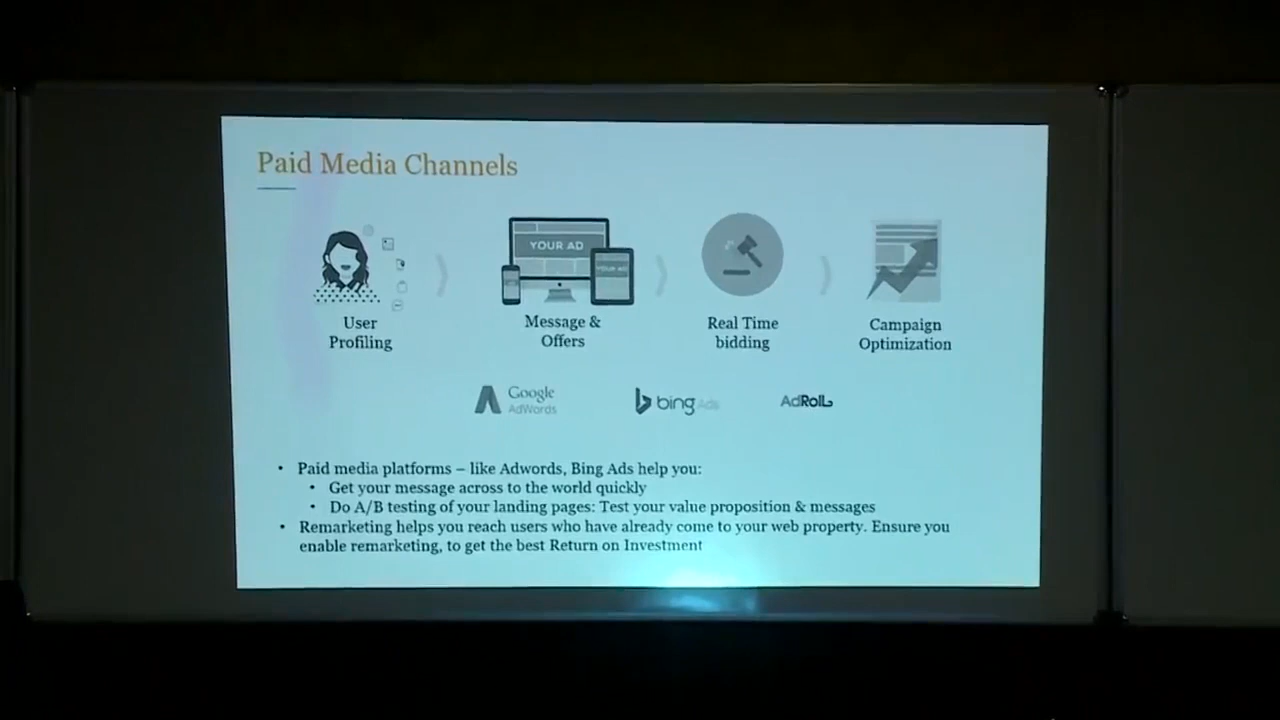 Paid Media Channels
YOUR AD
YOUR AD
User
Profiling
Message &
Offers
Real Time
bidding
Campaign
Optimization
Google
AdWords
bing Ads
AdRoll
• Paid media platforms – like Adwords, Bing Ads help you:
• Get your message across to the world quickly
• Do A/B testing of your landing pages: Test your value proposition & messages
• Remarketing helps you reach users who have already come to your web property. Ensure you
enable remarketing, to get the best Return on Investment